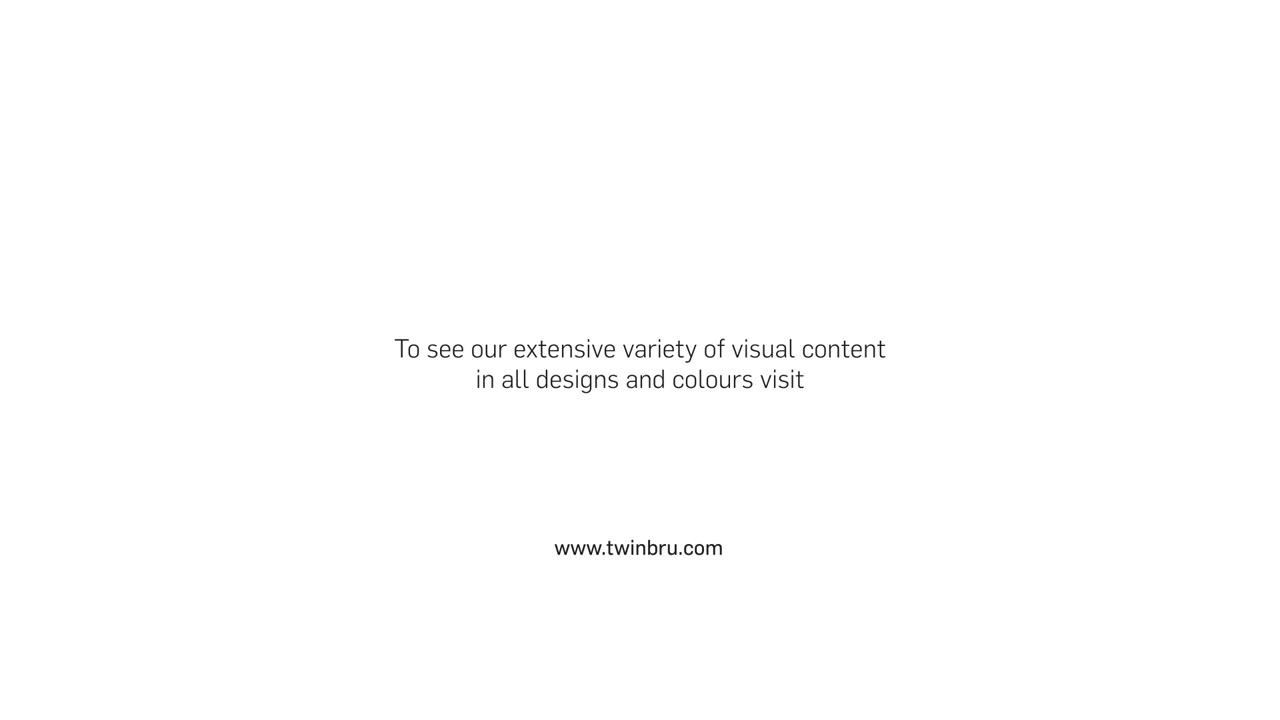 To see our extensive variety of visual content
in all designs and colours visit
www.twinbru.com